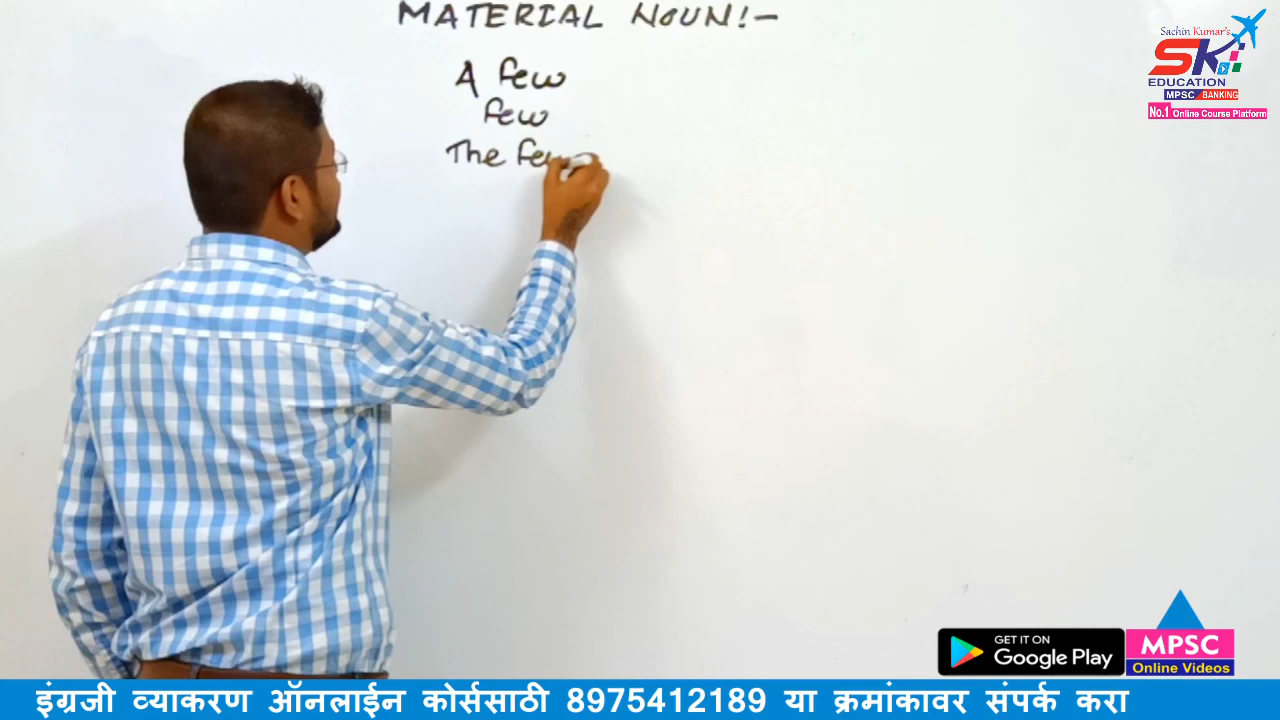 MATERIAL NOUN!-
A few
few
The few
Sachin Kumar's
SK
EDUCATION
MPSC BANKING
No.1 Online Course Platform
GET IT ON
Google Play
MPSC
Online Videos
इंग्रजी व्याकरण ऑनलाईन कोर्ससाठी 8975412189 या क्रमांकावर संपर्क करा